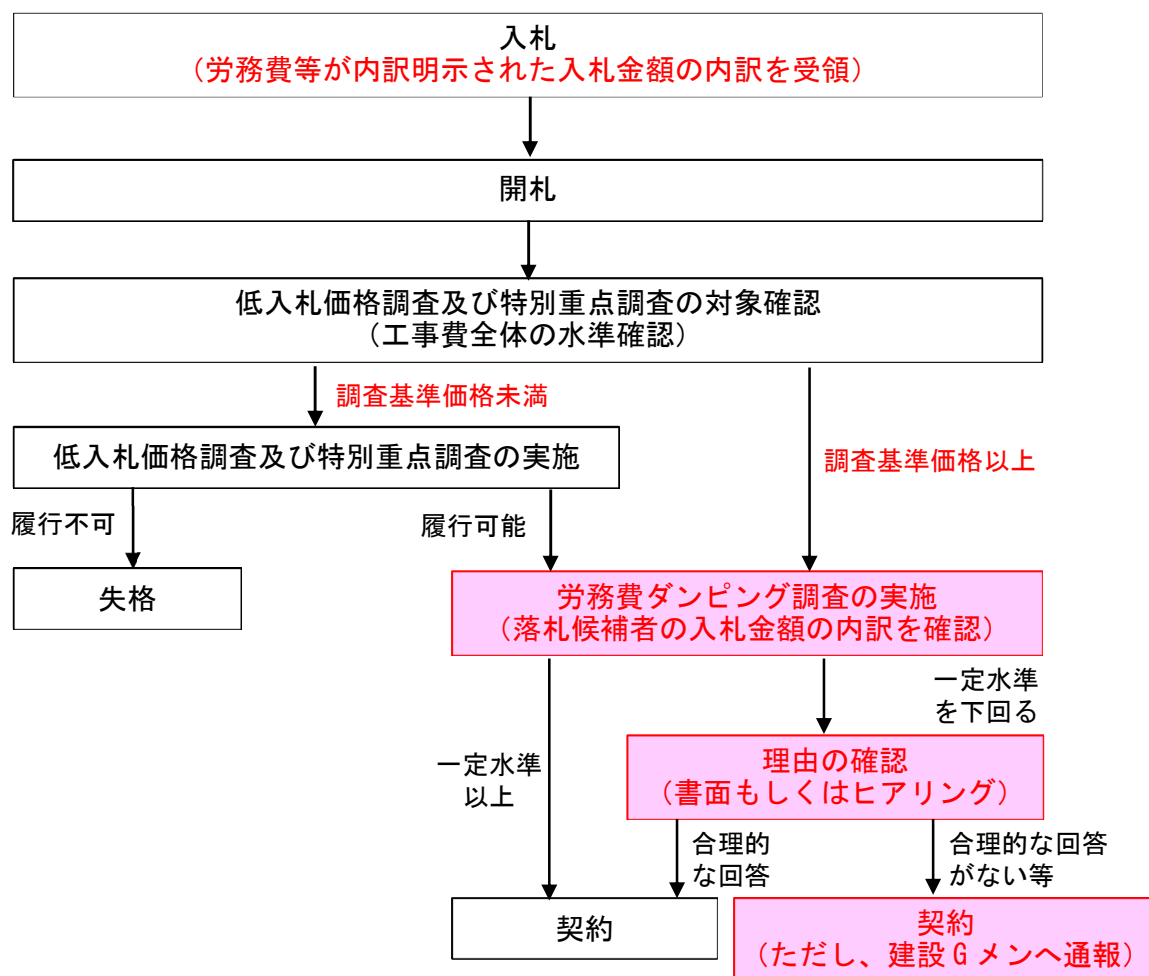 入札
（労務費等が内訳明示された入札金額の内訳を受領）
開札
低入札価格調査及び特別重点調査の対象確認
（工事費全体の水準確認）
調査基準価格未満
低入札価格調査及び特別重点調査の実施
調査基準価格以上
履行不可
履行可能
失格
労務費ダンピング調査の実施
（落札候補者の入札金額の内訳を確認）
一定水準
を下回る
一定水準
以上
理由の確認
（書面もしくはヒアリング）
合理的
な回答
合理的な回答
がない等
契約
契約
（ただし、建設Ｇメンへ通報）